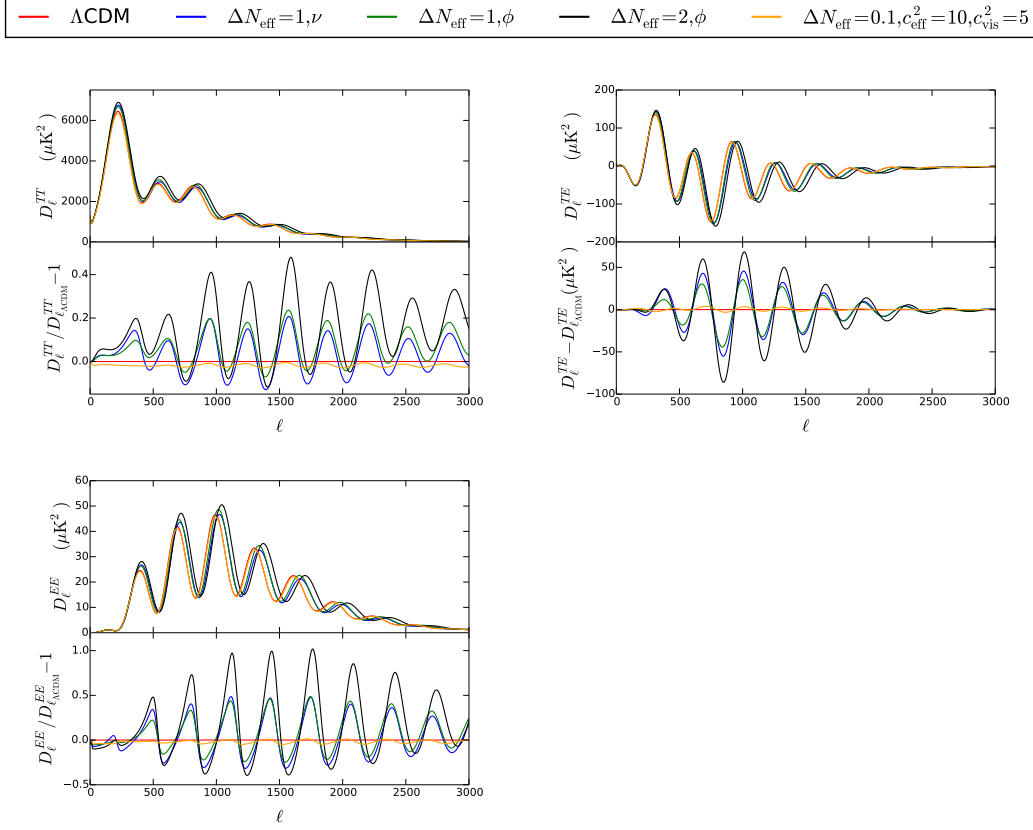 ΛCDM ΔN_eff=1,ν ΔN_eff=1,ϕ ΔN_eff=2,ϕ ΔN_eff=0.1,c²_eff=10,c²_vis=5
D_ℓ^TT (μK²)
6000
4000
2000
0
D_ℓ^TT/D_ℓΛCDM^TT−1
0.4
0.2
0.0
0 500 1000 1500 2000 2500 3000
ℓ
D_ℓ^TE (μK²)
200
100
0
−100
−200
D_ℓ^TE−D_ℓΛCDM^TE(μK²)
50
0
−50
−100
0 500 1000 1500 2000 2500 3000
ℓ
D_ℓ^EE (μK²)
60
50
40
30
20
10
0
D_ℓ^EE/D_ℓΛCDM^EE−1
1.0
0.5
0.0
−0.5
0 500 1000 1500 2000 2500 3000
ℓ